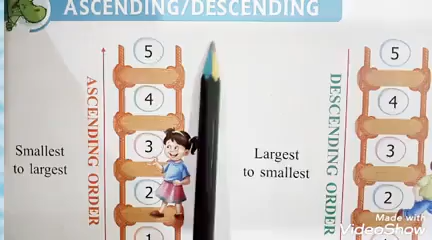 ASCENDING/DESCENDING
5
4
3
2
1
ASCENDING ORDER
Smallest
to largest
5
4
3
2
DESCENDING ORDER
Largest
to smallest
Made with
VideoShow